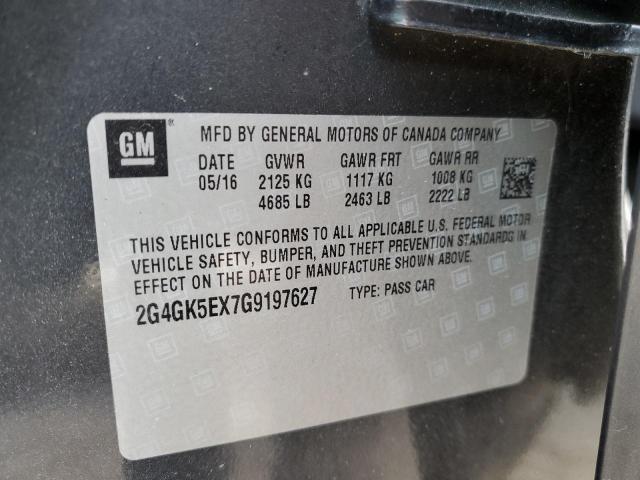 GM®
MFD BY GENERAL MOTORS OF CANADA COMPANY
DATE GVWR GAWR FRT GAWR RR
05/16 2125 KG 1117 KG 1008 KG
4685 LB 2463 LB 2222 LB
THIS VEHICLE CONFORMS TO ALL APPLICABLE U.S. FEDERAL MOTOR
VEHICLE SAFETY, BUMPER, AND THEFT PREVENTION STANDARDS IN
EFFECT ON THE DATE OF MANUFACTURE SHOWN ABOVE.
2G4GK5EX7G9197627 TYPE: PASS CAR